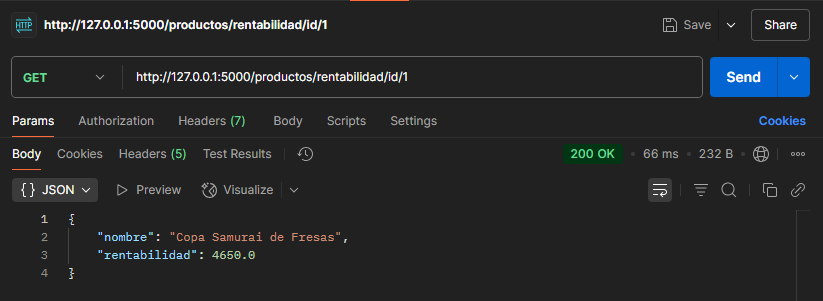 HTTP http://127.0.0.1:5000/productos/rentabilidad/id/1 Save Share
GET http://127.0.0.1:5000/productos/rentabilidad/id/1 Send
Params Authorization Headers (7) Body Scripts Settings Cookies
Body Cookies Headers (5) Test Results 200 OK • 66 ms • 232 B
{ } JSON Preview Visualize
1 {
2 "nombre": "Copa Samurai de Fresas",
3 "rentabilidad": 4650.0
4 }